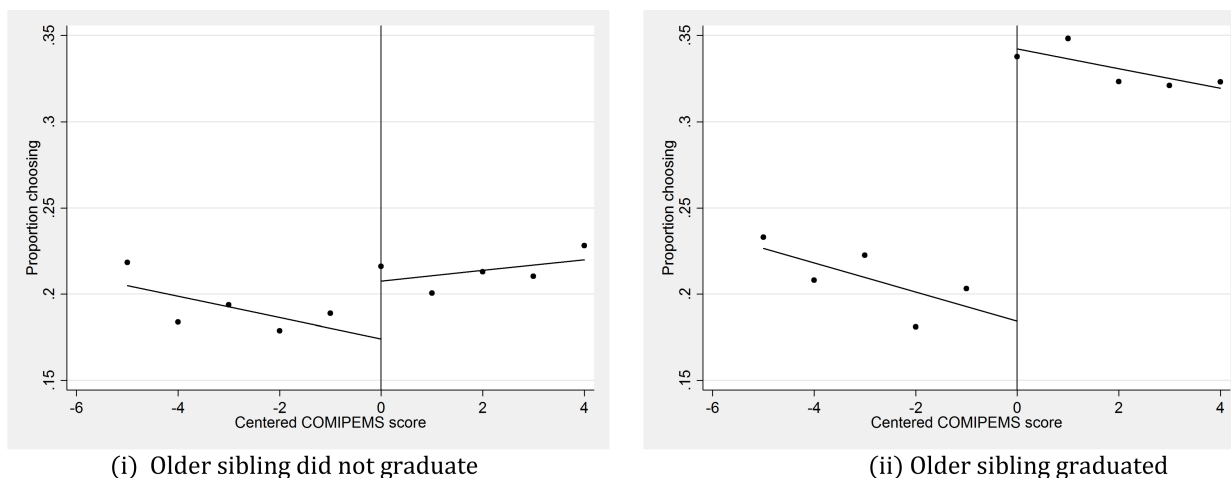 .35
.3
.25
.2
.15
Proportion choosing
-6 -4 -2 0 2 4
Centered COMIPEMS score
(i) Older sibling did not graduate
.35
.3
.25
.2
.15
Proportion choosing
-6 -4 -2 0 2 4
Centered COMIPEMS score
(ii) Older sibling graduated